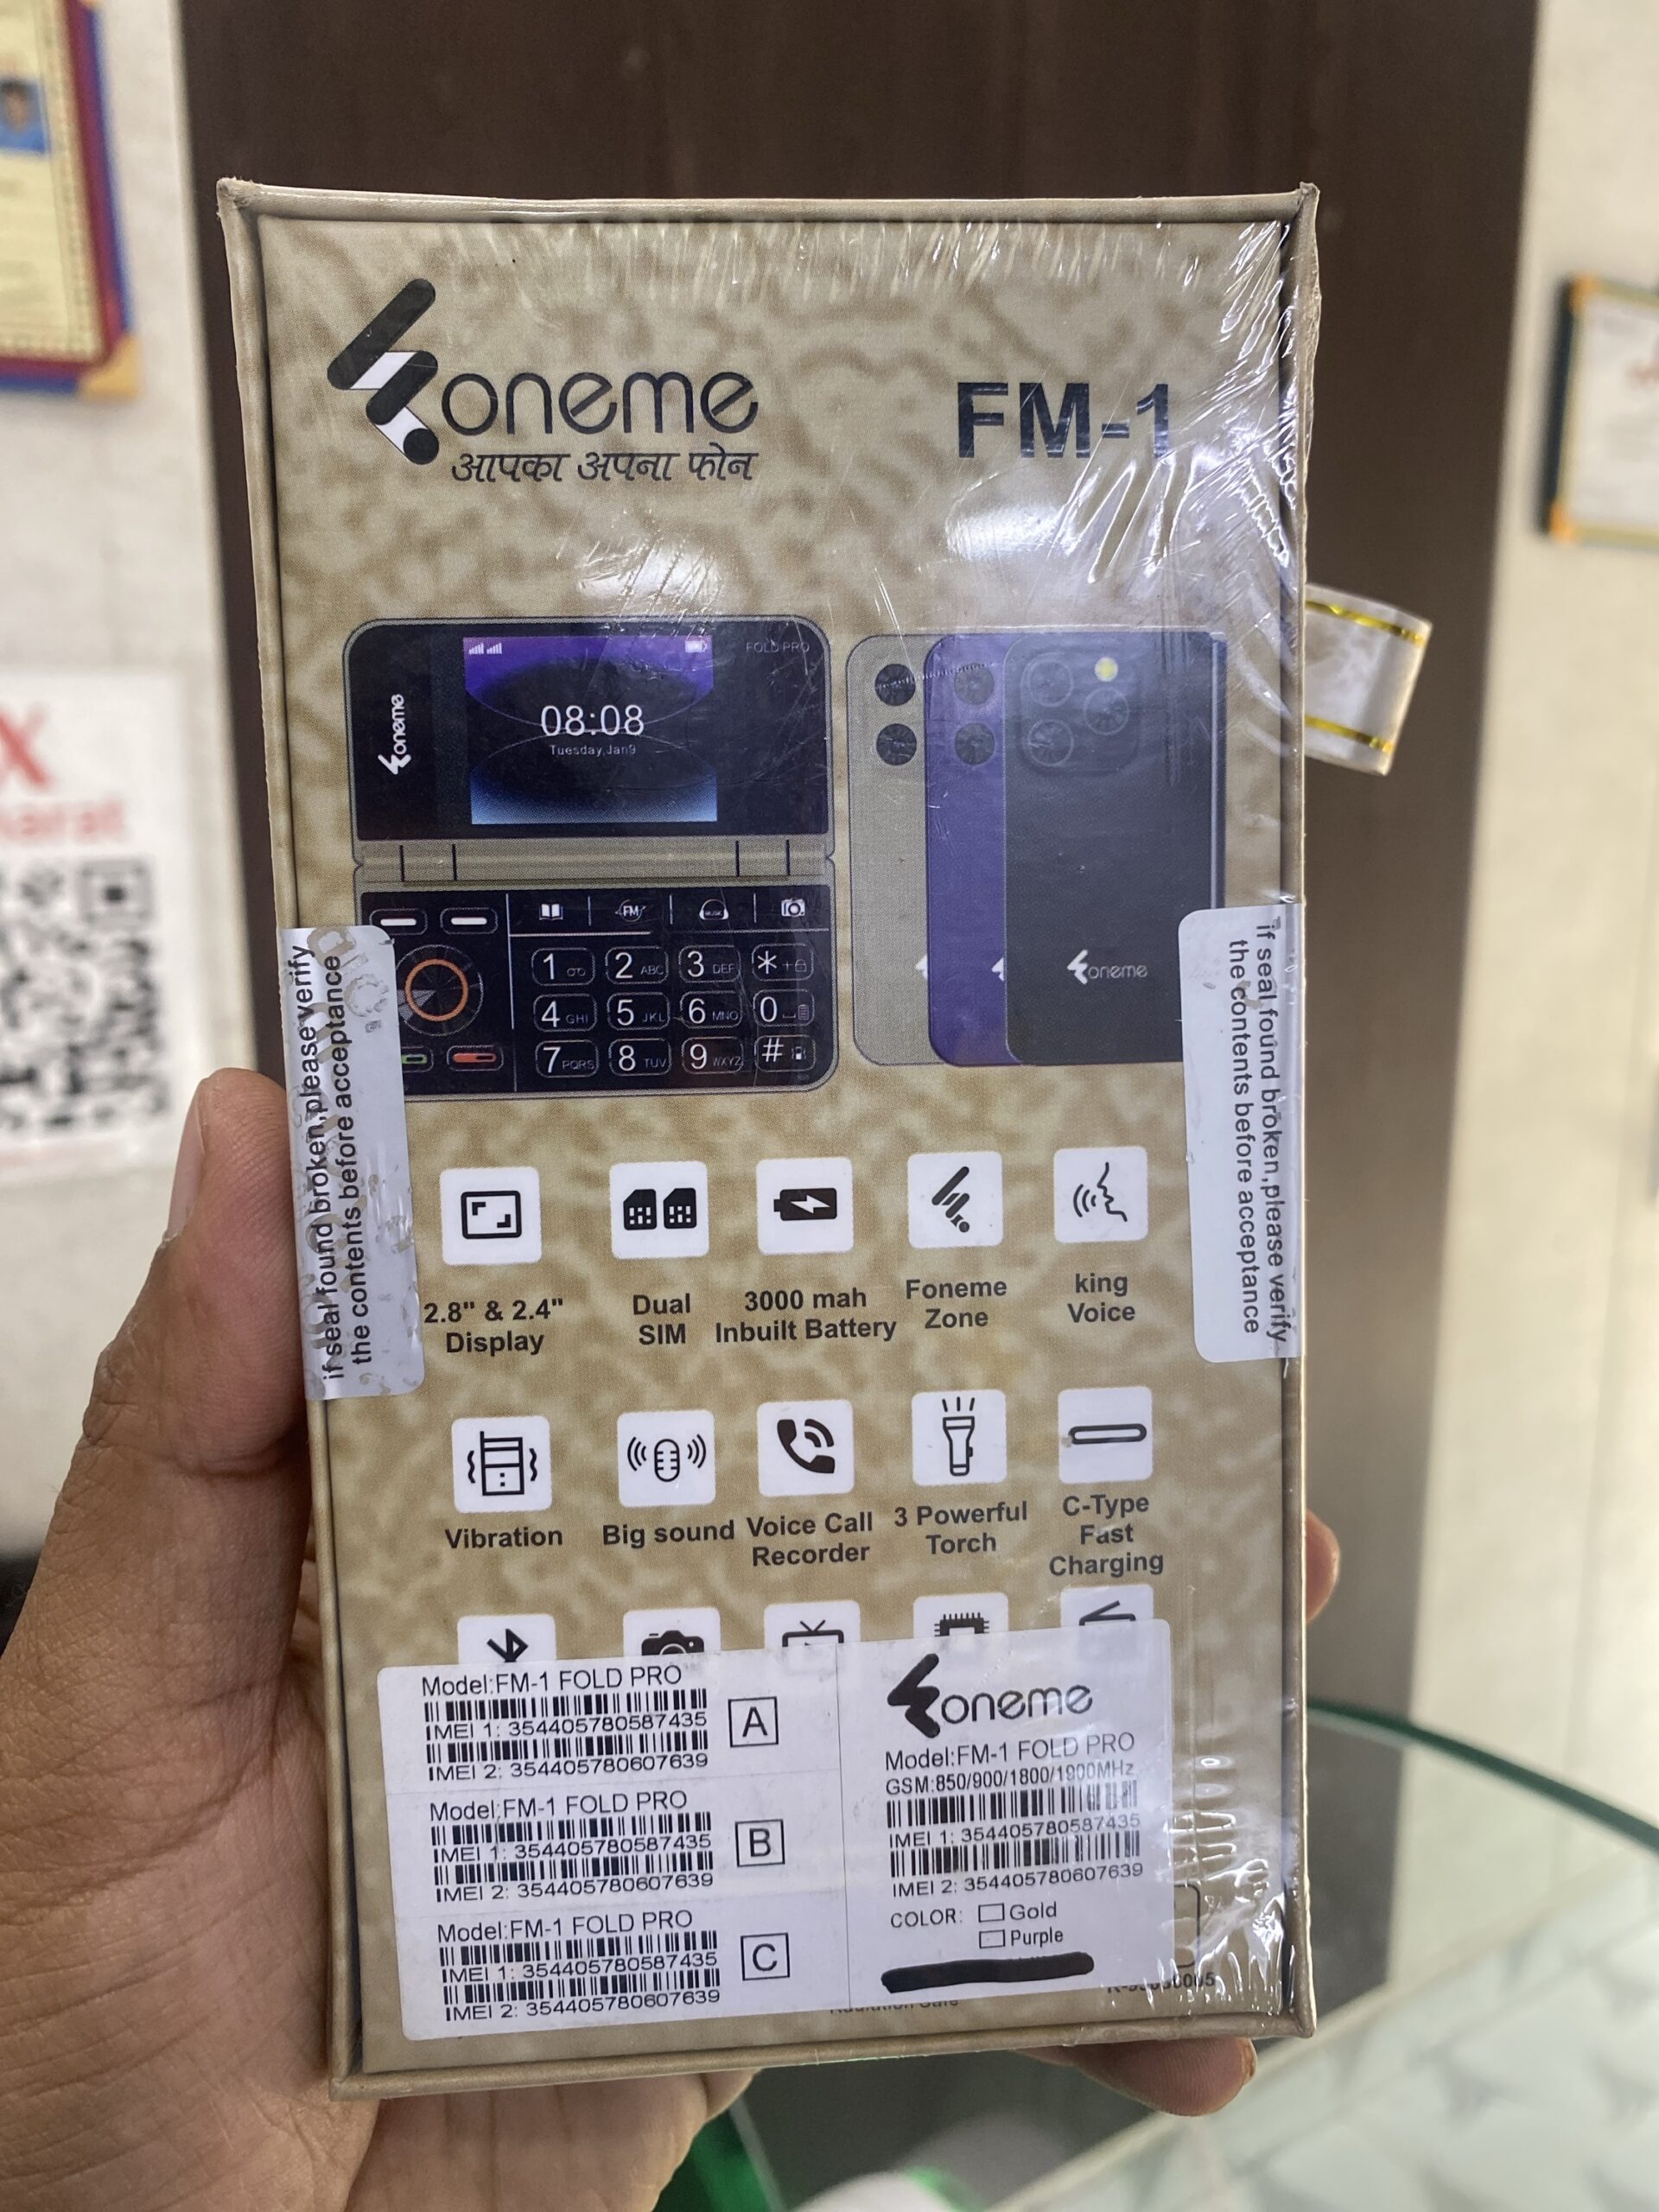 foneme
आपका अपना फोन
FM-1
FOLD PRO
08:08
Tuesday,Jan9
foneme
FM
MUSIC
1
2 ABC
3 DEF
* +
4 GHI
5 JKL
6 MNO
0
7 PQRS
8 TUV
9 WXYZ
#
foneme
if seal found broken,please verify
the contents before acceptance
if seal found broken,please verify
the contents before acceptance
2.8" & 2.4"
Display
Dual
SIM
3000 mah
Inbuilt Battery
Foneme
Zone
king
Voice
Vibration
Big sound
Voice Call
Recorder
3 Powerful
Torch
C-Type
Fast
Charging
Model:FM-1 FOLD PRO
IMEI 1: 354405780587435
IMEI 2: 354405780607639
A
Model:FM-1 FOLD PRO
IMEI 1: 354405780587435
IMEI 2: 354405780607639
B
Model:FM-1 FOLD PRO
IMEI 1: 354405780587435
IMEI 2: 354405780607639
C
foneme
Model:FM-1 FOLD PRO
GSM:850/900/1800/1900MHz
IMEI 1: 354405780587435
IMEI 2: 354405780607639
COLOR: Gold
Purple